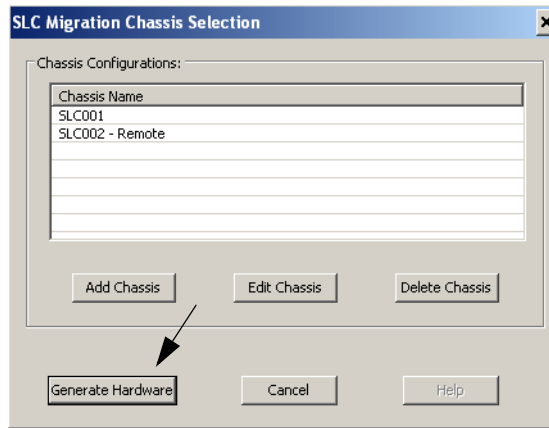 SLC Migration Chassis Selection
Chassis Configurations:
Chassis Name
SLC001
SLC002 - Remote
Add Chassis
Edit Chassis
Delete Chassis
Generate Hardware
Cancel
Help